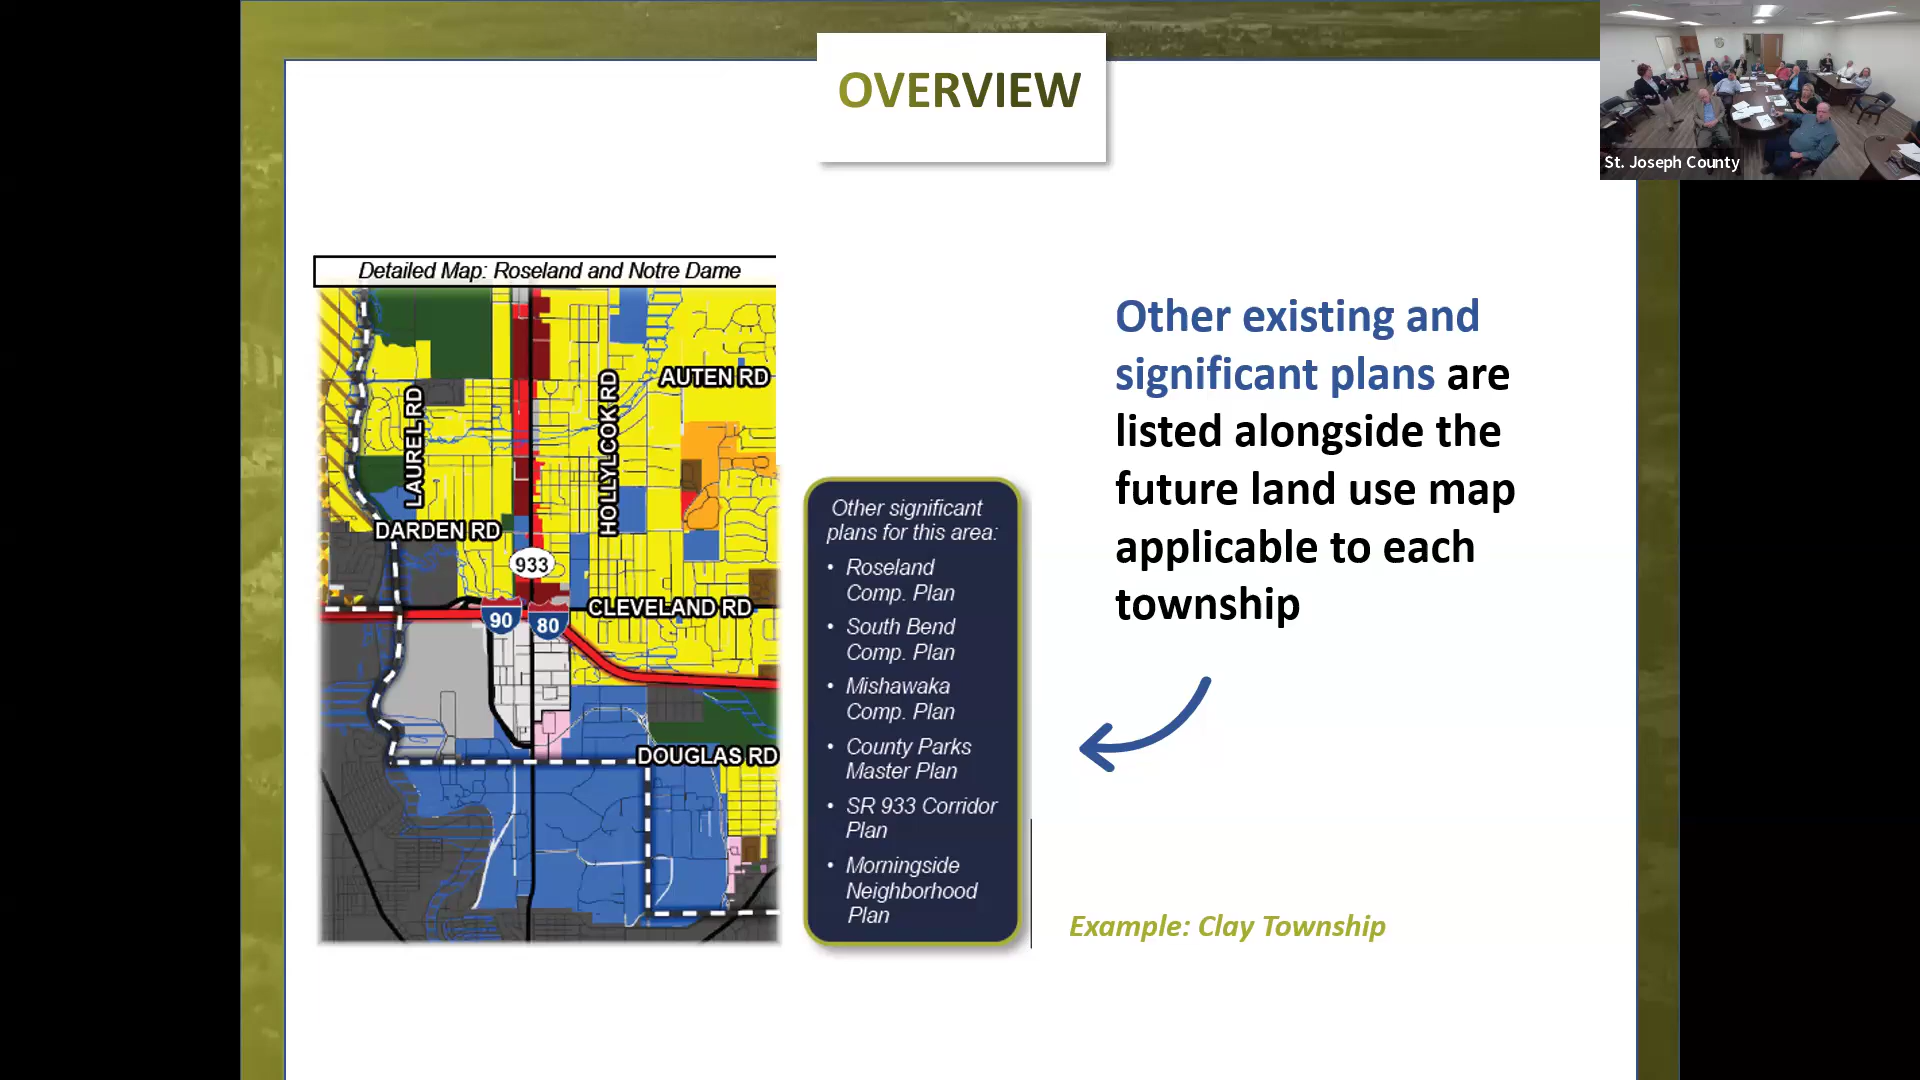 OVERVIEW
St. Joseph County
Detailed Map: Roseland and Notre Dame
AUTEN RD
LAUREL RD
HOLLYLCOK RD
DARDEN RD
933
CLEVELAND RD
90
80
DOUGLAS RD
Other significant
plans for this area:
• Roseland
Comp. Plan
• South Bend
Comp. Plan
• Mishawaka
Comp. Plan
• County Parks
Master Plan
• SR 933 Corridor
Plan
• Morningside
Neighborhood
Plan
Other existing and
significant plans are
listed alongside the
future land use map
applicable to each
township
Example: Clay Township